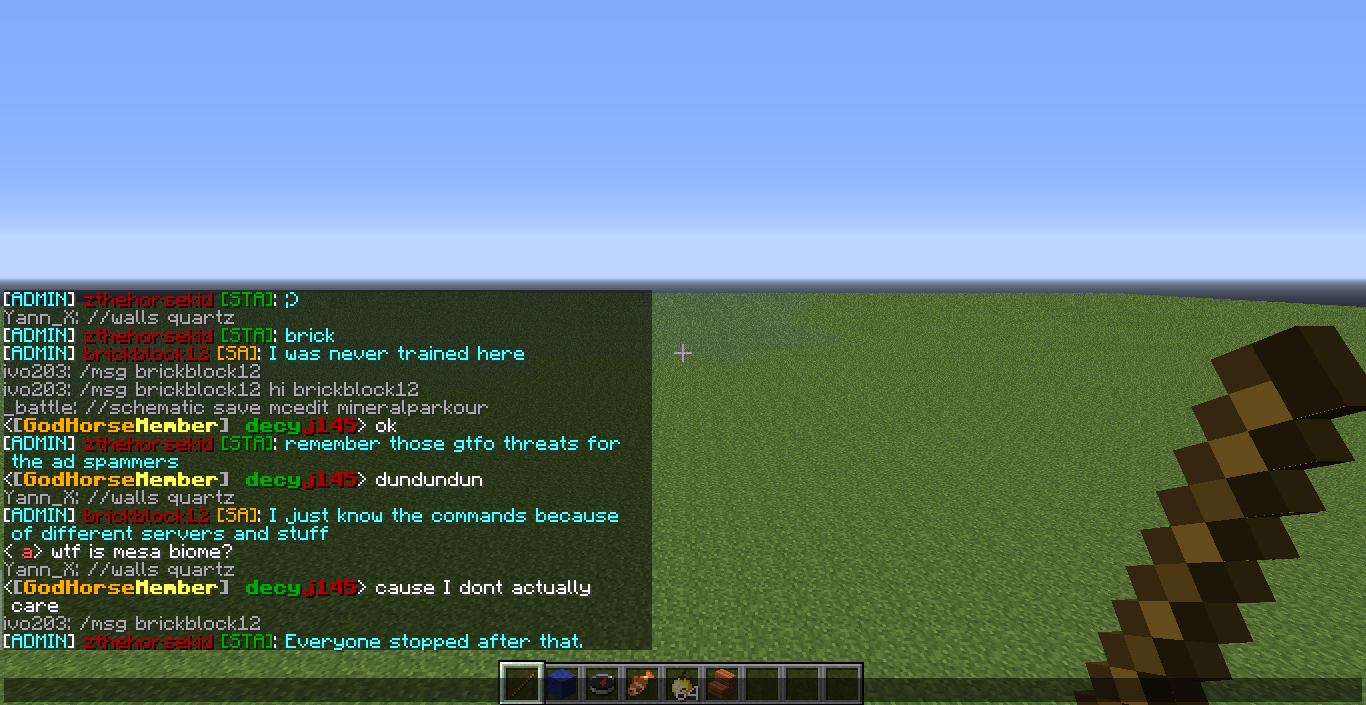 [ADMIN] zthehorsekid [STA]: ;D
Yann_X: //walls quartz
[ADMIN] zthehorsekid [STA]: brick
[ADMIN] brickblock12 [SA]: I was never trained here
ivo203: /msg brickblock12
ivo203: /msg brickblock12 hi brickblock12
_battle: //schematic save mcedit mineralparkour
<[GodHorseMember] decyj145> ok
[ADMIN] zthehorsekid [STA]: remember those gtfo threats for
the ad spammers
<[GodHorseMember] decyj145> dundundun
Yann_X: //walls quartz
[ADMIN] brickblock12 [SA]: I just know the commands because
of different servers and stuff
< a> wtf is mesa biome?
Yann_X: //walls quartz
<[GodHorseMember] decyj145> cause I dont actually
care
ivo203: /msg brickblock12
[ADMIN] zthehorsekid [STA]: Everyone stopped after that.
64